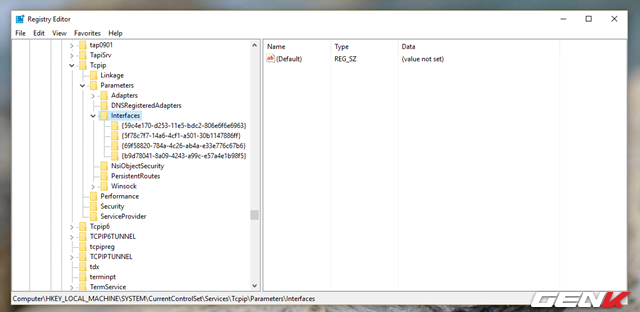 Registry Editor
File Edit View Favorites Help
tap0901
TapiSrv
Tcpip
Linkage
Parameters
Adapters
DNSRegisteredAdapters
Interfaces
{59c4e170-d253-11e5-bdc2-806e6f6e6963}
{5f78c7f7-14a6-4cf1-a501-30b1147886ff}
{69f58820-784a-4c26-ab4a-e33e776c67b6}
{b9d78041-8a09-4243-a99c-e57a4e1b98f5}
NsiObjectSecurity
PersistentRoutes
Winsock
Performance
Security
ServiceProvider
Tcpip6
TCPIP6TUNNEL
tcpipreg
TCPIPTUNNEL
tdx
terminpt
TermService
Name Type Data
(Default) REG_SZ (value not set)
Computer\HKEY_LOCAL_MACHINE\SYSTEM\CurrentControlSet\Services\Tcpip\Parameters\Interfaces
GENK